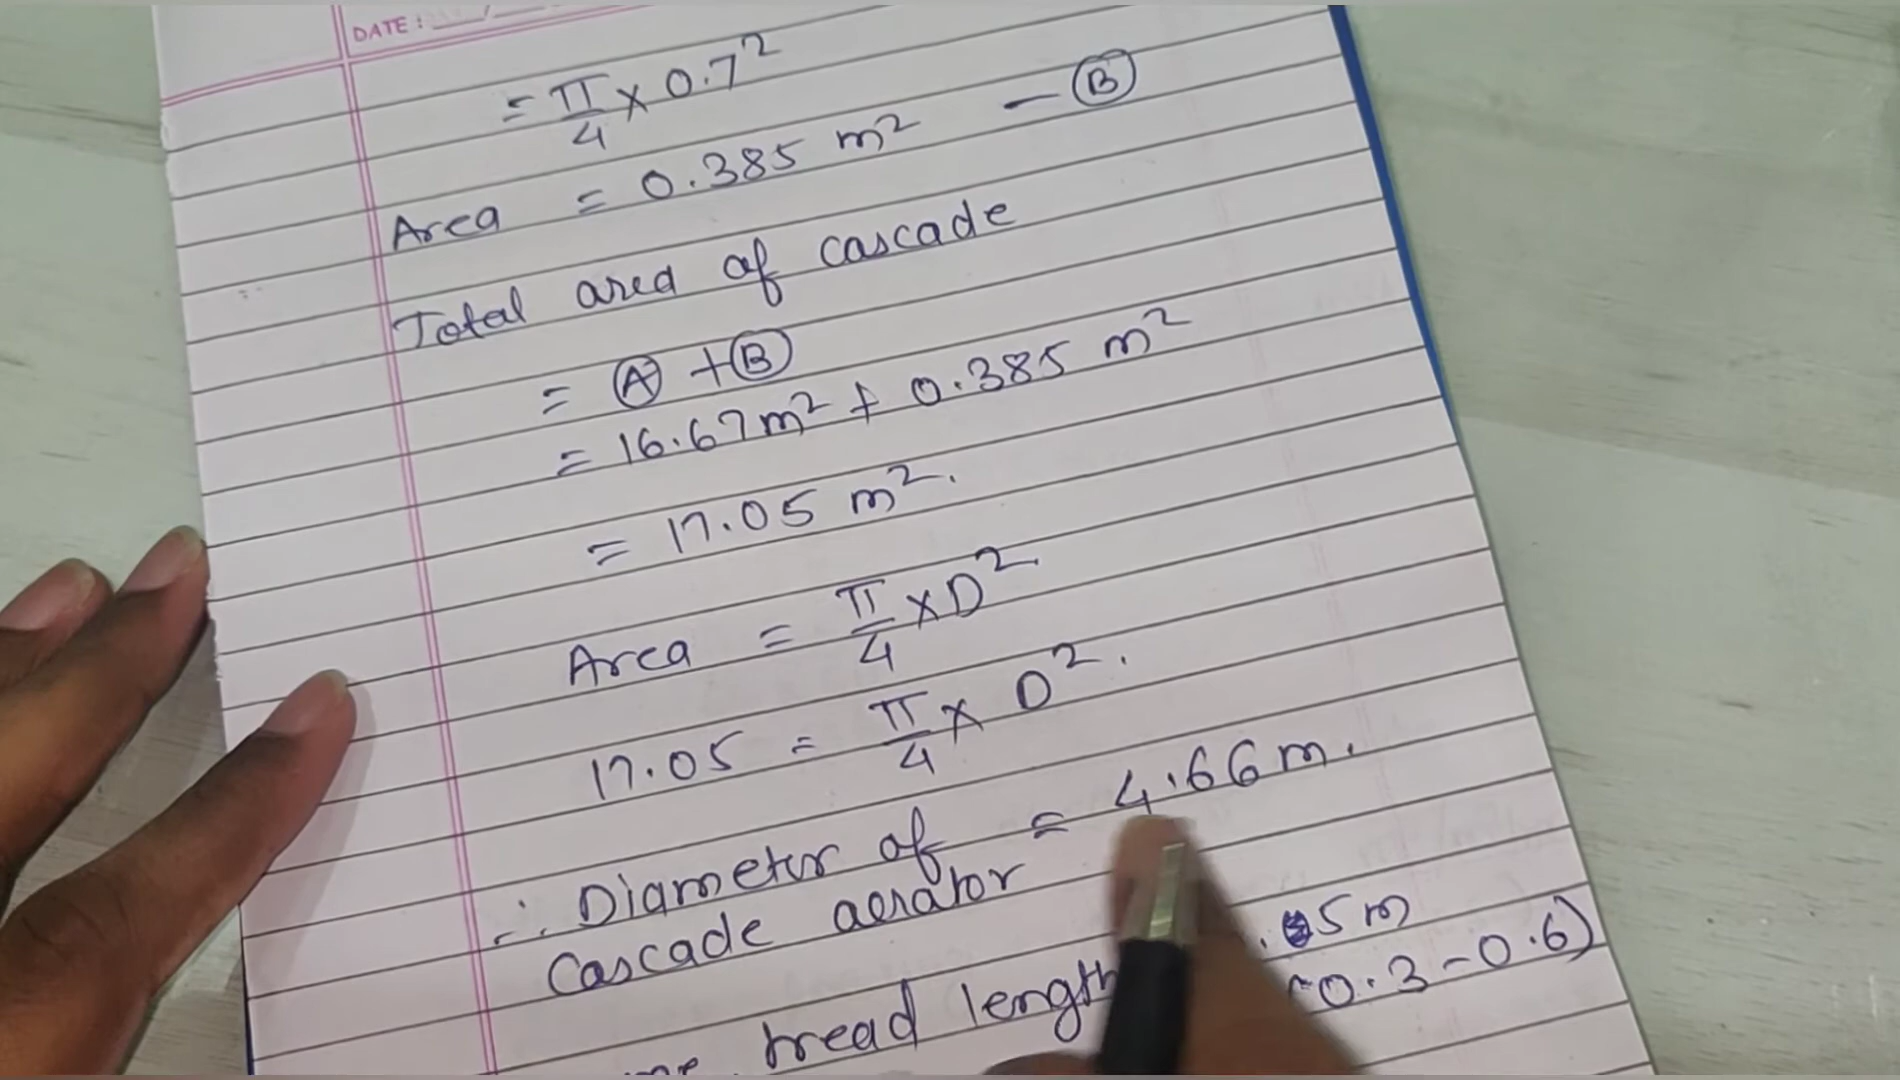 DATE :
= π/4 × 0.7²
Area = 0.385 m² — Ⓑ
Total area of cascade
= Ⓐ + Ⓑ
= 16.67 m² + 0.385 m²
= 17.05 m².
Area = π/4 × D²
17.05 = π/4 × D².
∴ Diameter of = 4.66 m.
Cascade aerator
tread length .5 m
0.3 - 0.6)